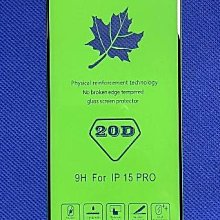 Physical reinforcement technology
No broken edge tempered
glass screen protector
20D
9H For IP 15 PRO